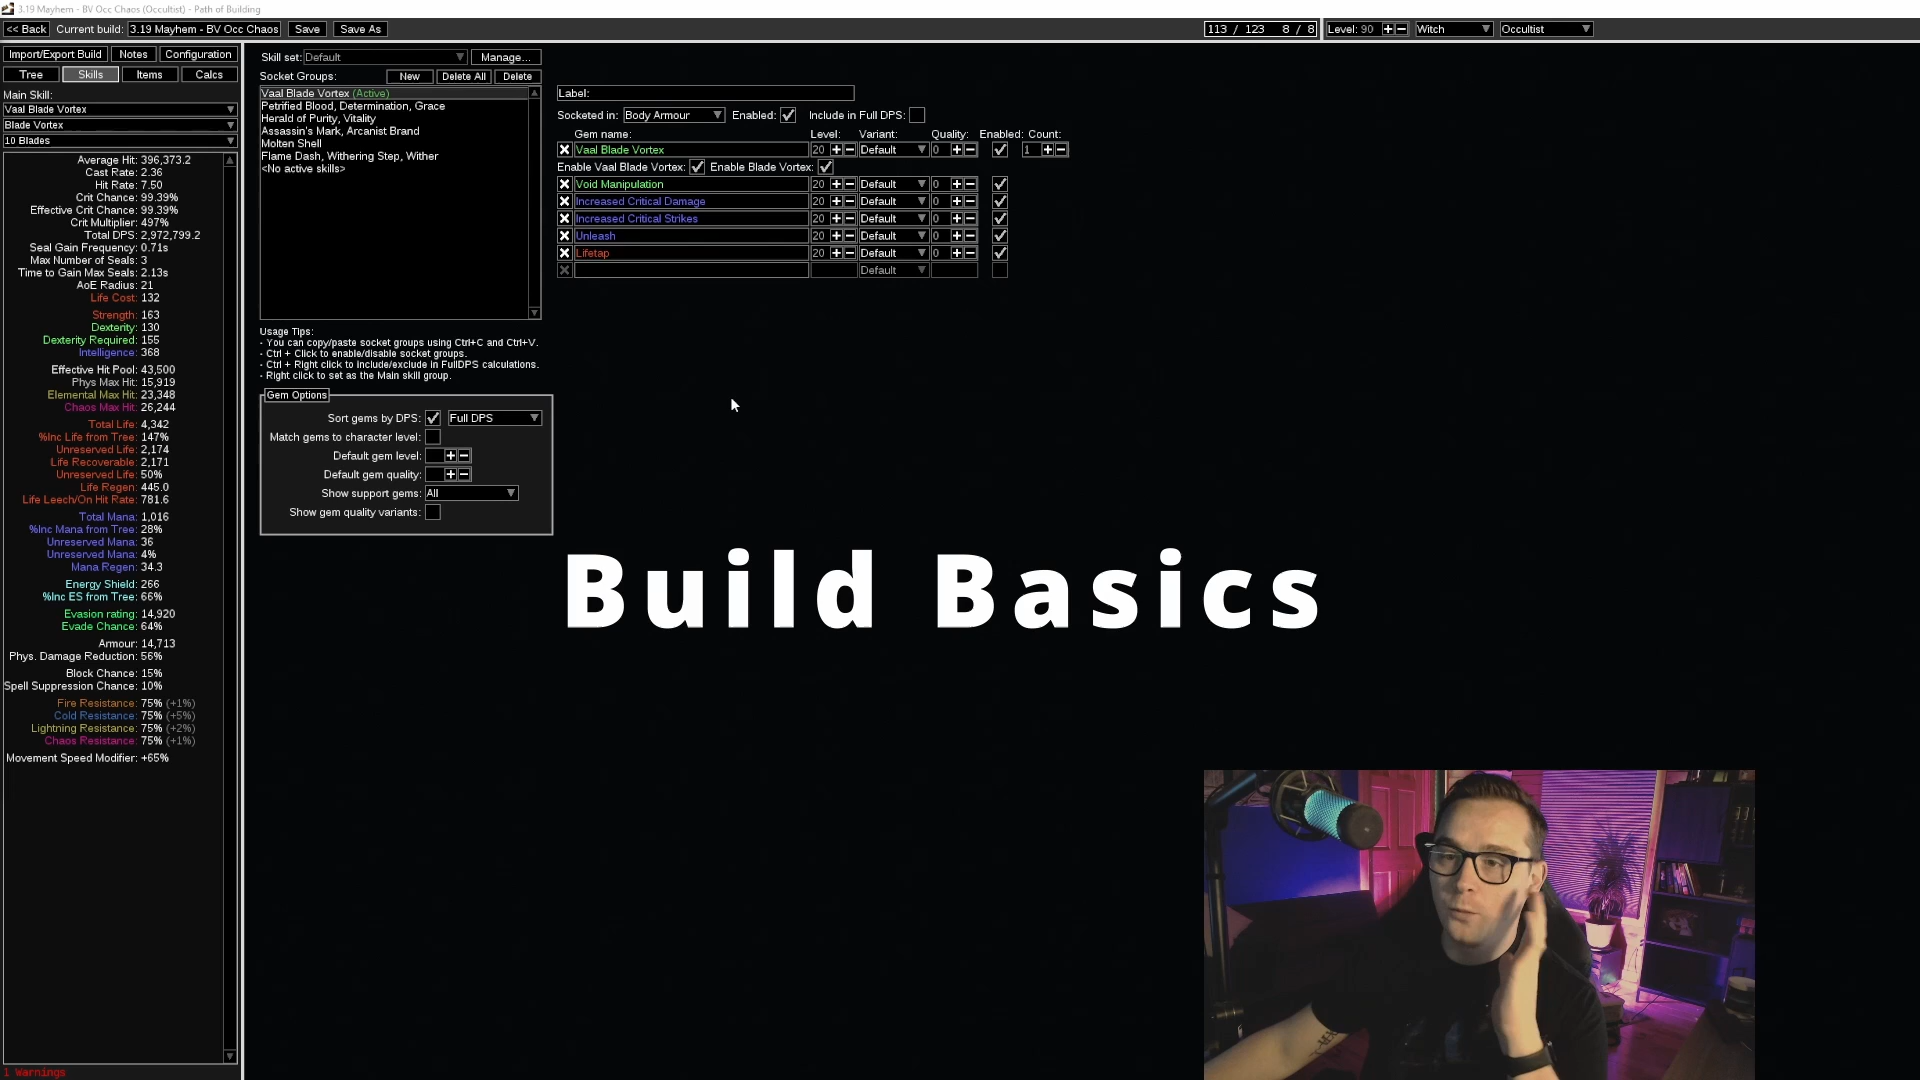 3.19 Mayhem - BV Occ Chaos (Occultist) - Path of Building
<< Back Current build: 3.19 Mayhem - BV Occ Chaos Save Save As 113 / 123 8 / 8 Level: 90 Witch Occultist
Import/Export Build Notes Configuration
Tree Skills Items Calcs
Main Skill:
Vaal Blade Vortex
Blade Vortex
10 Blades
Average Hit: 396,373.2
Cast Rate: 2.36
Hit Rate: 7.50
Crit Chance: 99.39%
Effective Crit Chance: 99.39%
Crit Multiplier: 497%
Total DPS: 2,972,799.2
Seal Gain Frequency: 0.71s
Max Number of Seals: 3
Time to Gain Max Seals: 2.13s
AoE Radius: 21
Life Cost: 132
Strength: 163
Dexterity: 130
Dexterity Required: 155
Intelligence: 368
Effective Hit Pool: 43,500
Phys Max Hit: 15,919
Elemental Max Hit: 23,348
Chaos Max Hit: 26,244
Total Life: 4,342
%Inc Life from Tree: 147%
Unreserved Life: 2,174
Life Recoverable: 2,171
Unreserved Life: 50%
Life Regen: 445.0
Life Leech/On Hit Rate: 781.6
Total Mana: 1,016
%Inc Mana from Tree: 28%
Unreserved Mana: 36
Unreserved Mana: 4%
Mana Regen: 34.3
Energy Shield: 266
%Inc ES from Tree: 66%
Evasion rating: 14,920
Evade Chance: 64%
Armour: 14,713
Phys. Damage Reduction: 56%
Block Chance: 15%
Spell Suppression Chance: 10%
Fire Resistance: 75% (+1%)
Cold Resistance: 75% (+5%)
Lightning Resistance: 75% (+2%)
Chaos Resistance: 75% (+1%)
Movement Speed Modifier: +65%
1 Warnings
Skill set: Default Manage...
Socket Groups: New Delete All Delete
Vaal Blade Vortex (Active)
Petrified Blood, Determination, Grace
Herald of Purity, Vitality
Assassin's Mark, Arcanist Brand
Molten Shell
Flame Dash, Withering Step, Wither
<No active skills>
Usage Tips:
- You can copy/paste socket groups using Ctrl+C and Ctrl+V.
- Ctrl + Click to enable/disable socket groups.
- Ctrl + Right click to include/exclude in FullDPS calculations.
- Right click to set as the Main skill group.
Gem Options
Sort gems by DPS: Full DPS
Match gems to character level:
Default gem level:
Default gem quality:
Show support gems: All
Show gem quality variants:
Label:
Socketed in: Body Armour Enabled: Include in Full DPS:
Gem name: Level: Variant: Quality: Enabled: Count:
Vaal Blade Vortex 20 Default 0 1
Enable Vaal Blade Vortex: Enable Blade Vortex:
Void Manipulation 20 Default 0
Increased Critical Damage 20 Default 0
Increased Critical Strikes 20 Default 0
Unleash 20 Default 0
Lifetap 20 Default 0
Default
Build Basics